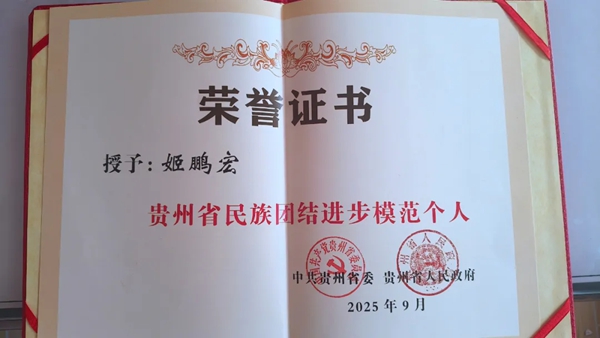 荣誉证书
授予：姬鹏宏
贵州省民族团结进步模范个人
中共贵州省委 贵州省人民政府
2025年9月